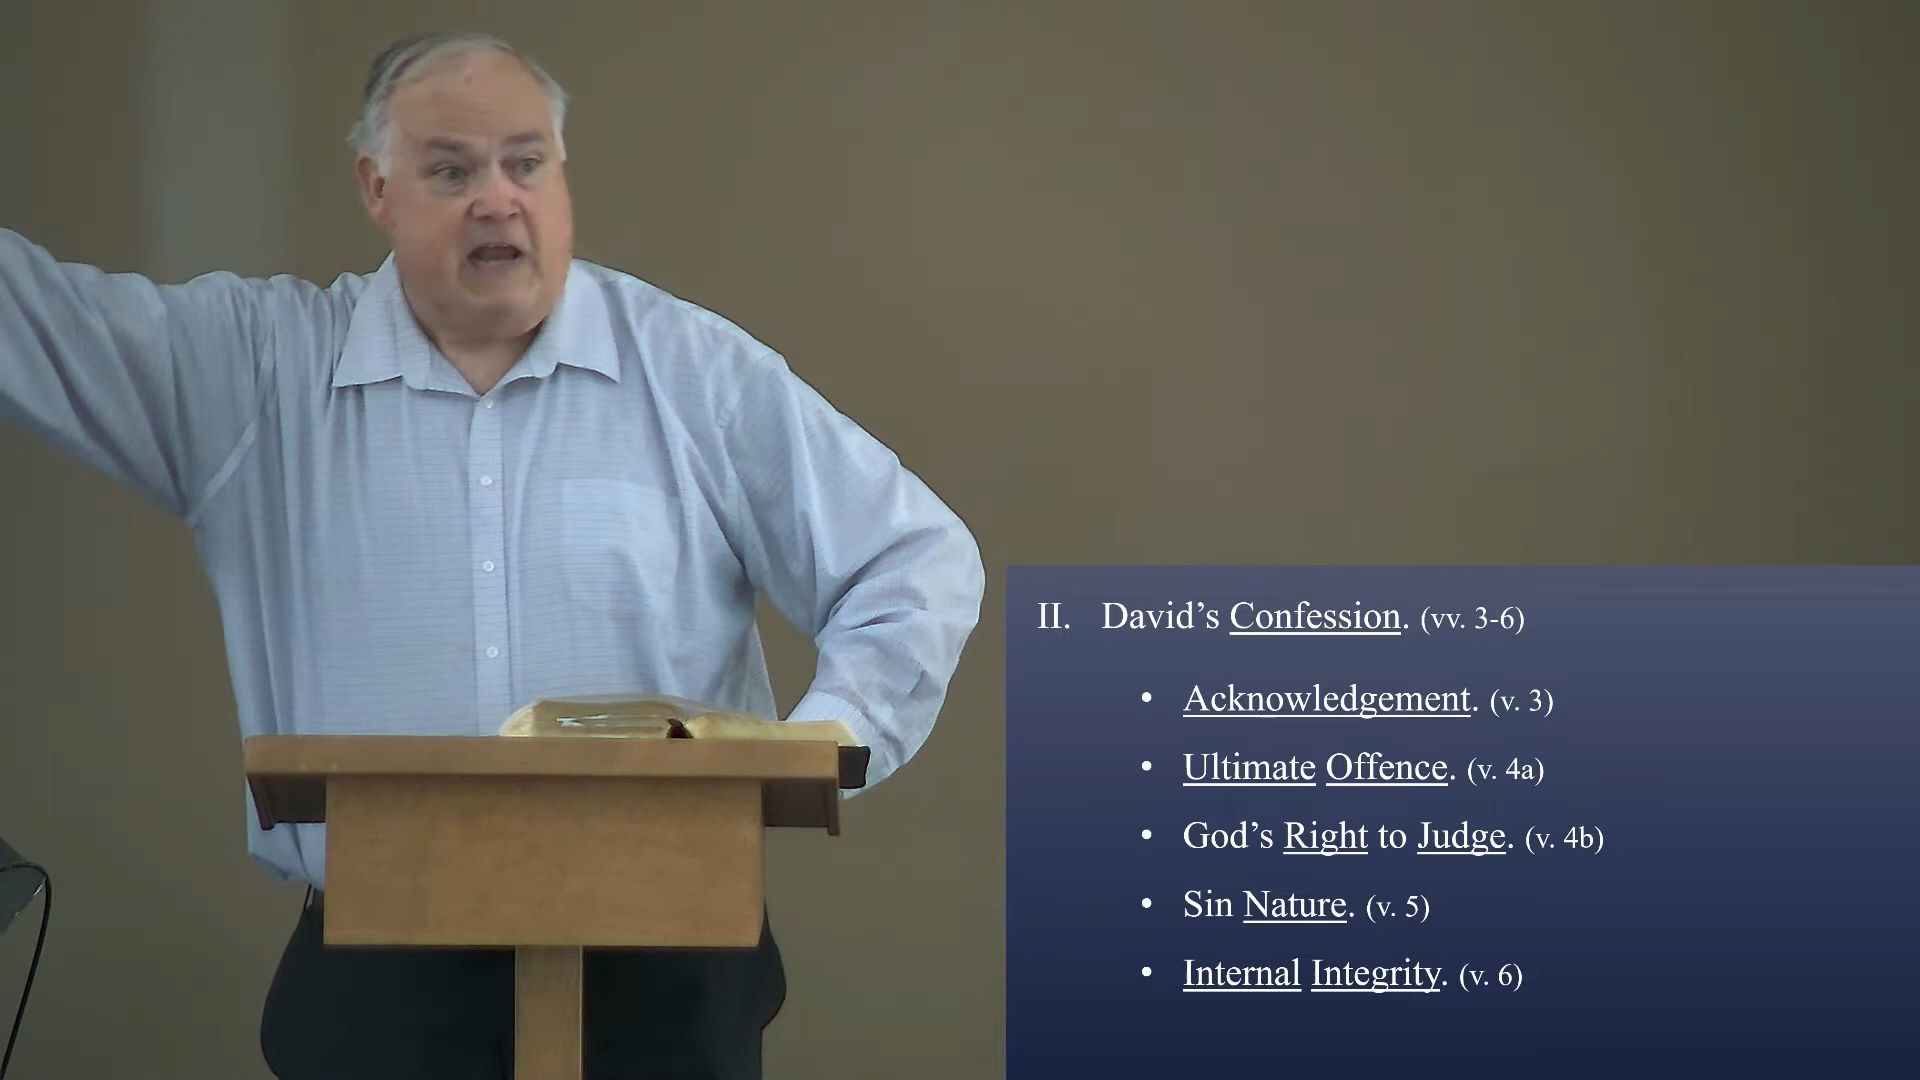 II. David’s Confession. (vv. 3-6)
• Acknowledgement. (v. 3)
• Ultimate Offence. (v. 4a)
• God’s Right to Judge. (v. 4b)
• Sin Nature. (v. 5)
• Internal Integrity. (v. 6)